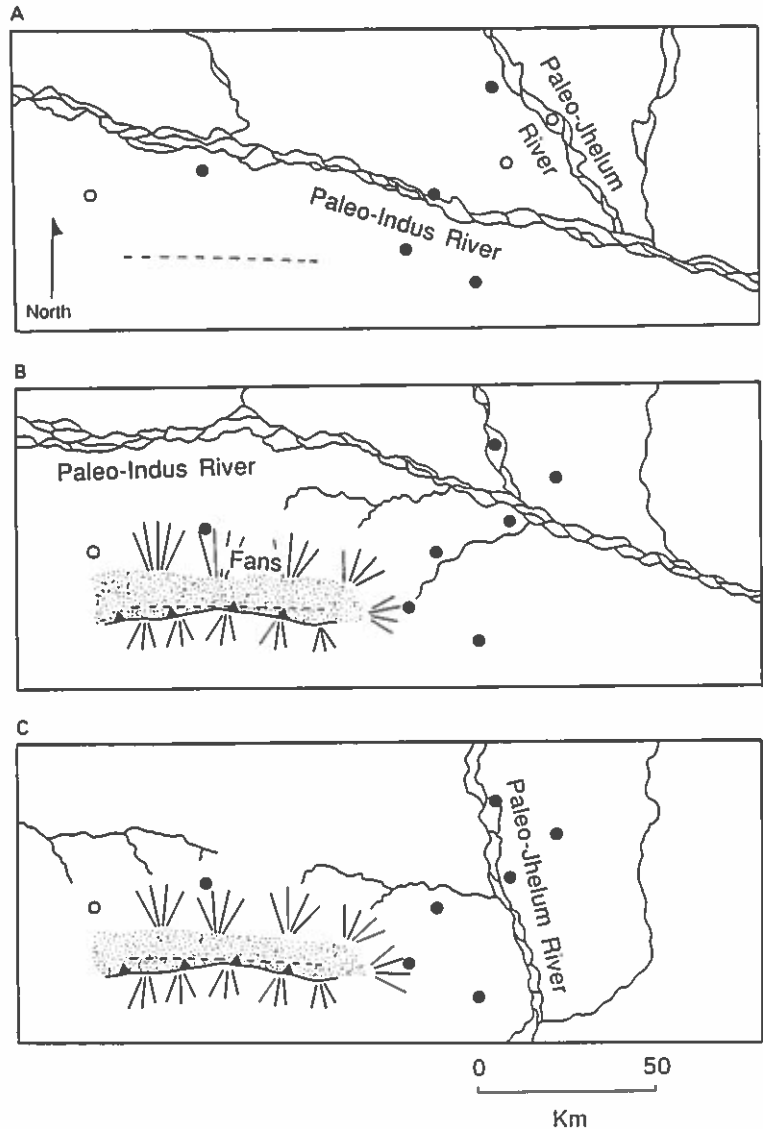 A
Paleo-Jhelum
River
Paleo-Indus River
North
B
Paleo-Indus River
Fans
C
Paleo-Jhelum River
0 50
Km